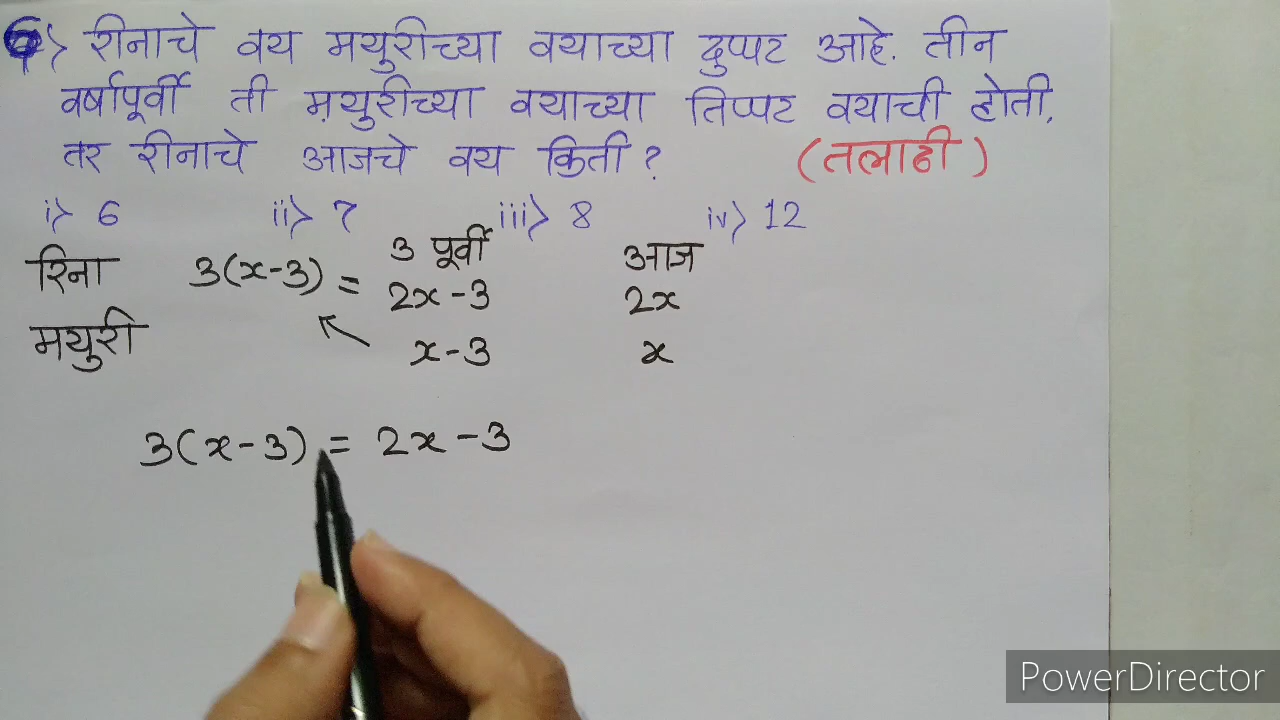 6> रीनाचे वय मयुरीच्या वयाच्या दुप्पट आहे. तीन
वर्षापूर्वी ती मयुरीच्या वयाच्या तिप्पट वयाची होती.
तर रीनाचे आजचे वय किती? (तलाठी)
i> 6 ii> 7 iii> 8 iv> 12
3 पूर्वी आज
रिना 3(x-3) = 2x-3 2x
मयुरी x-3 x
3(x-3) = 2x-3
PowerDirector